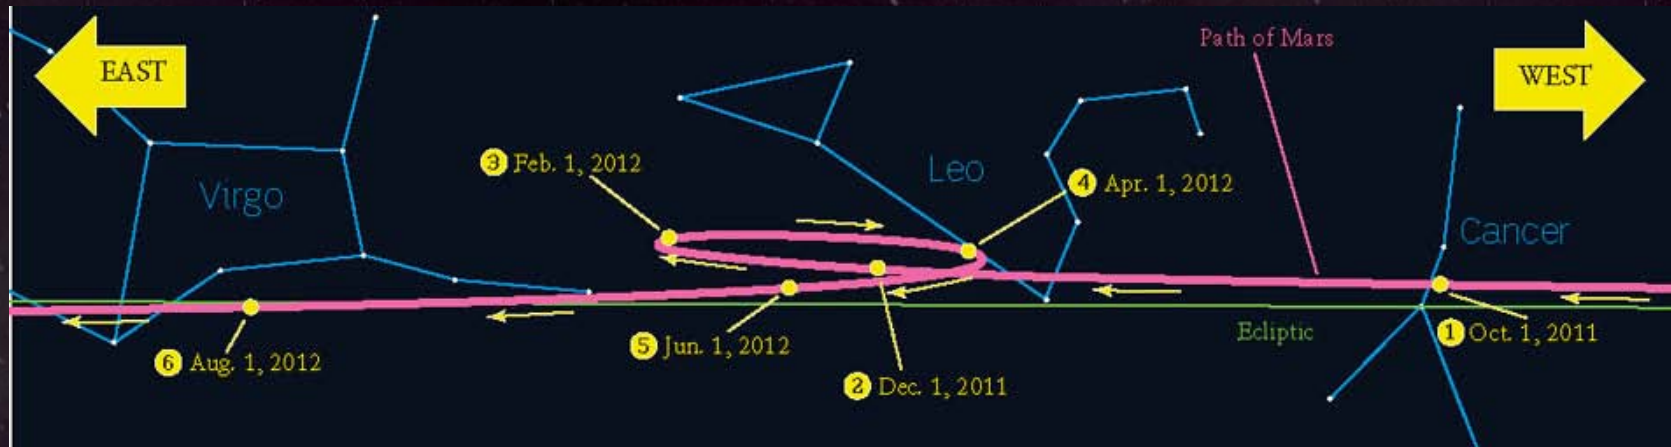 EAST
Path of Mars
WEST
3 Feb. 1, 2012
Leo
4 Apr. 1, 2012
Virgo
Cancer
Ecliptic
1 Oct. 1, 2011
5 Jun. 1, 2012
6 Aug. 1, 2012
2 Dec. 1, 2011